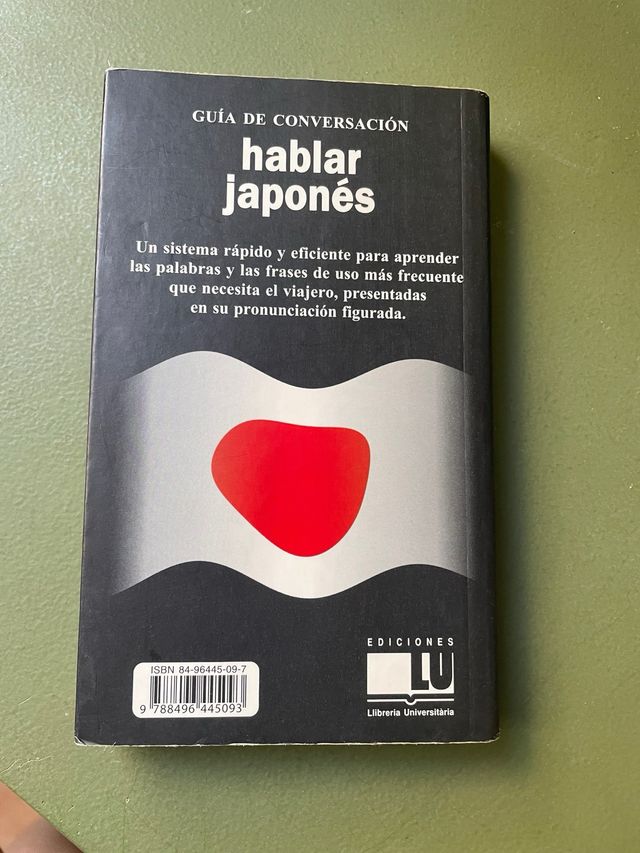 GUÍA DE CONVERSACIÓN
hablar
japonés
Un sistema rápido y eficiente para aprender
las palabras y las frases de uso más frecuente
que necesita el viajero, presentadas
en su pronunciación figurada.
ISBN 84-96445-09-7
9 788496 445093
EDICIONES
LU
Llibreria Universitària